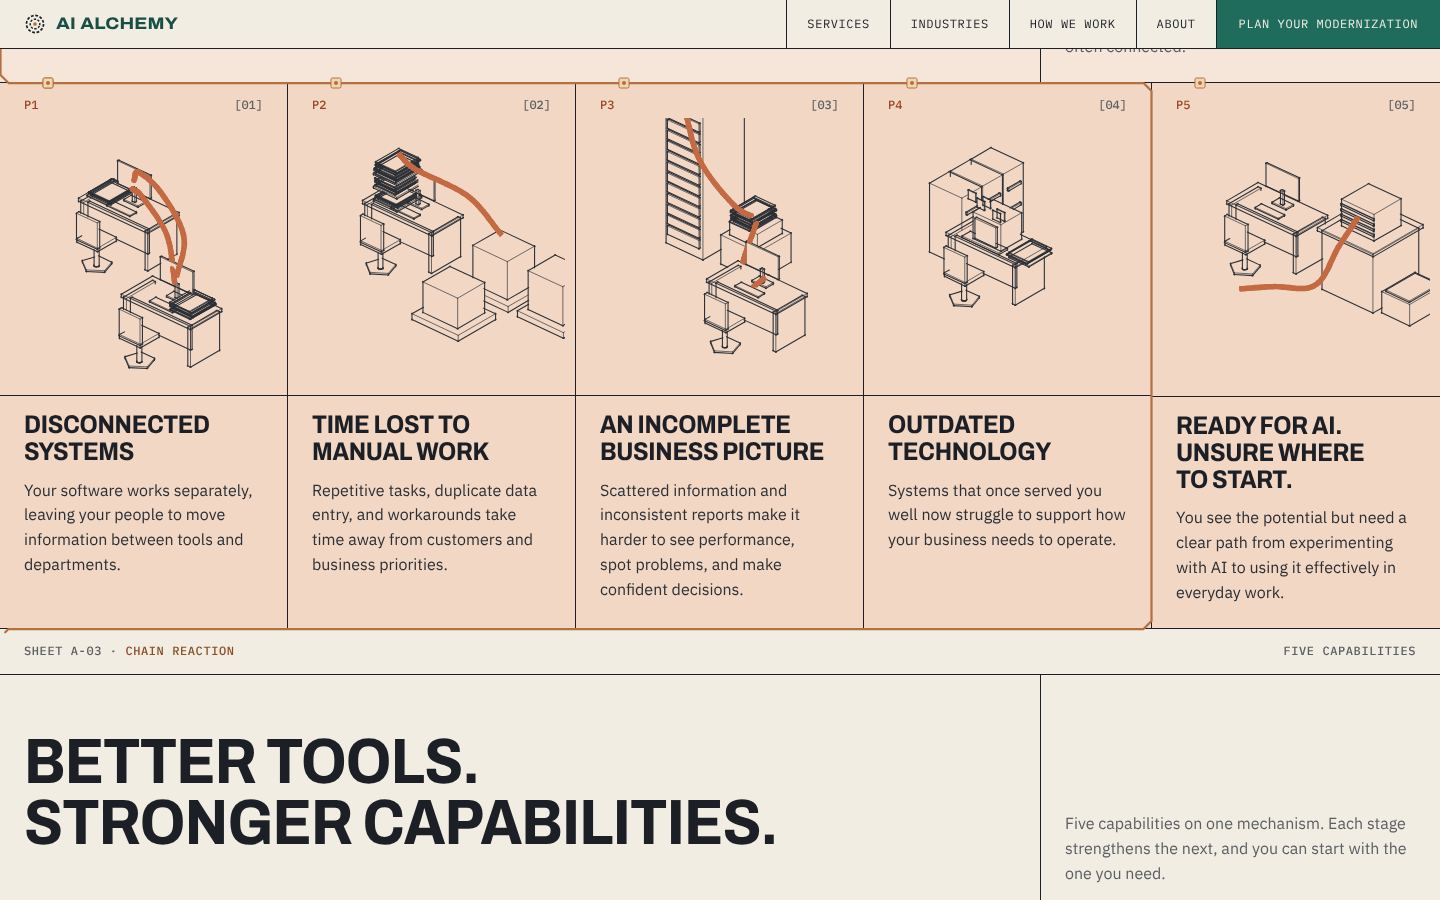 AI ALCHEMY
SERVICES
INDUSTRIES
HOW WE WORK
ABOUT
PLAN YOUR MODERNIZATION
often connected.
P1 [01]
DISCONNECTED
SYSTEMS
Your software works separately,
leaving your people to move
information between tools and
departments.
P2 [02]
TIME LOST TO
MANUAL WORK
Repetitive tasks, duplicate data
entry, and workarounds take
time away from customers and
business priorities.
P3 [03]
AN INCOMPLETE
BUSINESS PICTURE
Scattered information and
inconsistent reports make it
harder to see performance,
spot problems, and make
confident decisions.
P4 [04]
OUTDATED
TECHNOLOGY
Systems that once served you
well now struggle to support how
your business needs to operate.
P5 [05]
READY FOR AI.
UNSURE WHERE
TO START.
You see the potential but need a
clear path from experimenting
with AI to using it effectively in
everyday work.
SHEET A-03 · CHAIN REACTION
FIVE CAPABILITIES
BETTER TOOLS.
STRONGER CAPABILITIES.
Five capabilities on one mechanism. Each stage
strengthens the next, and you can start with the
one you need.